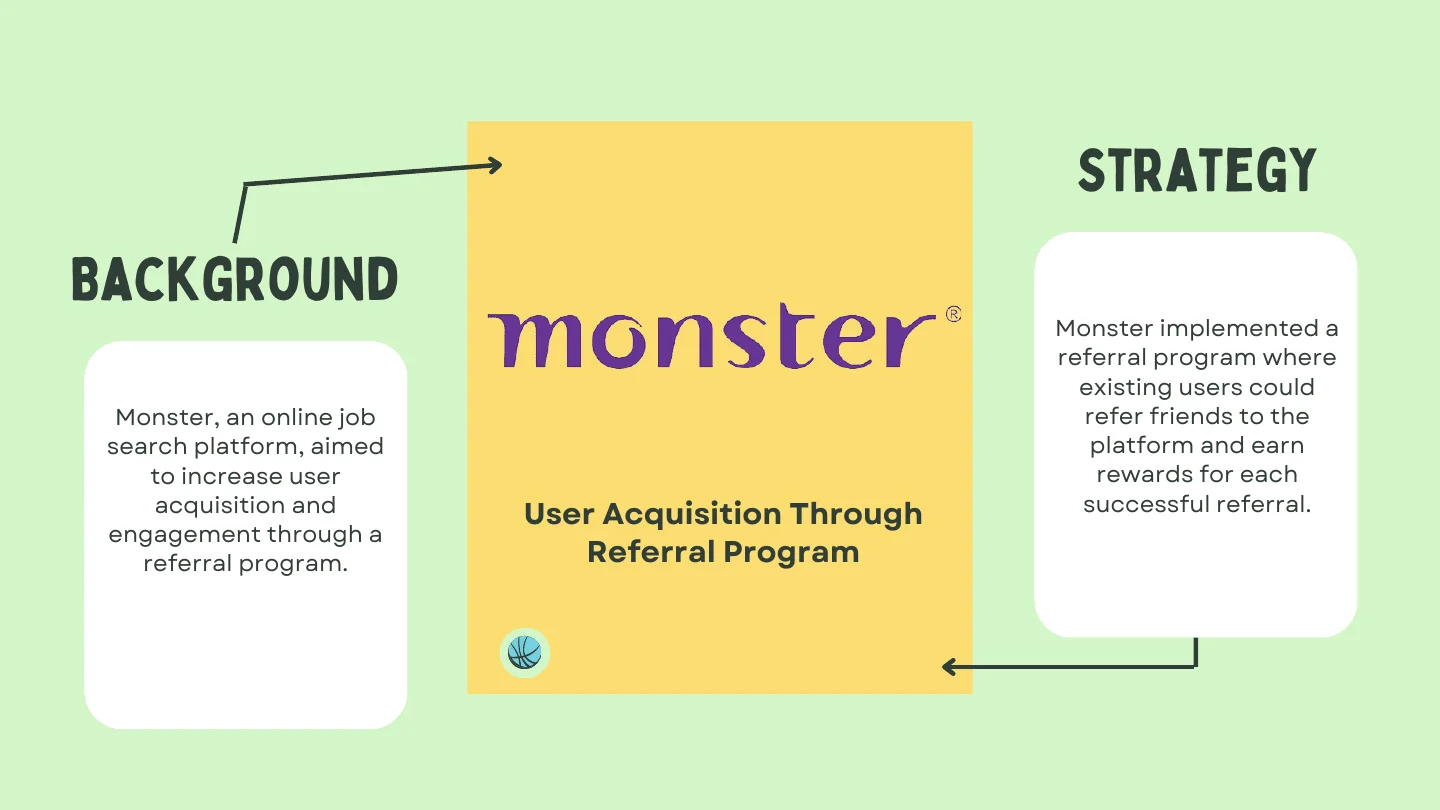 BACKGROUND
Monster, an online job
search platform, aimed
to increase user
acquisition and
engagement through a
referral program.
monster®
User Acquisition Through
Referral Program
STRATEGY
Monster implemented a
referral program where
existing users could
refer friends to the
platform and earn
rewards for each
successful referral.